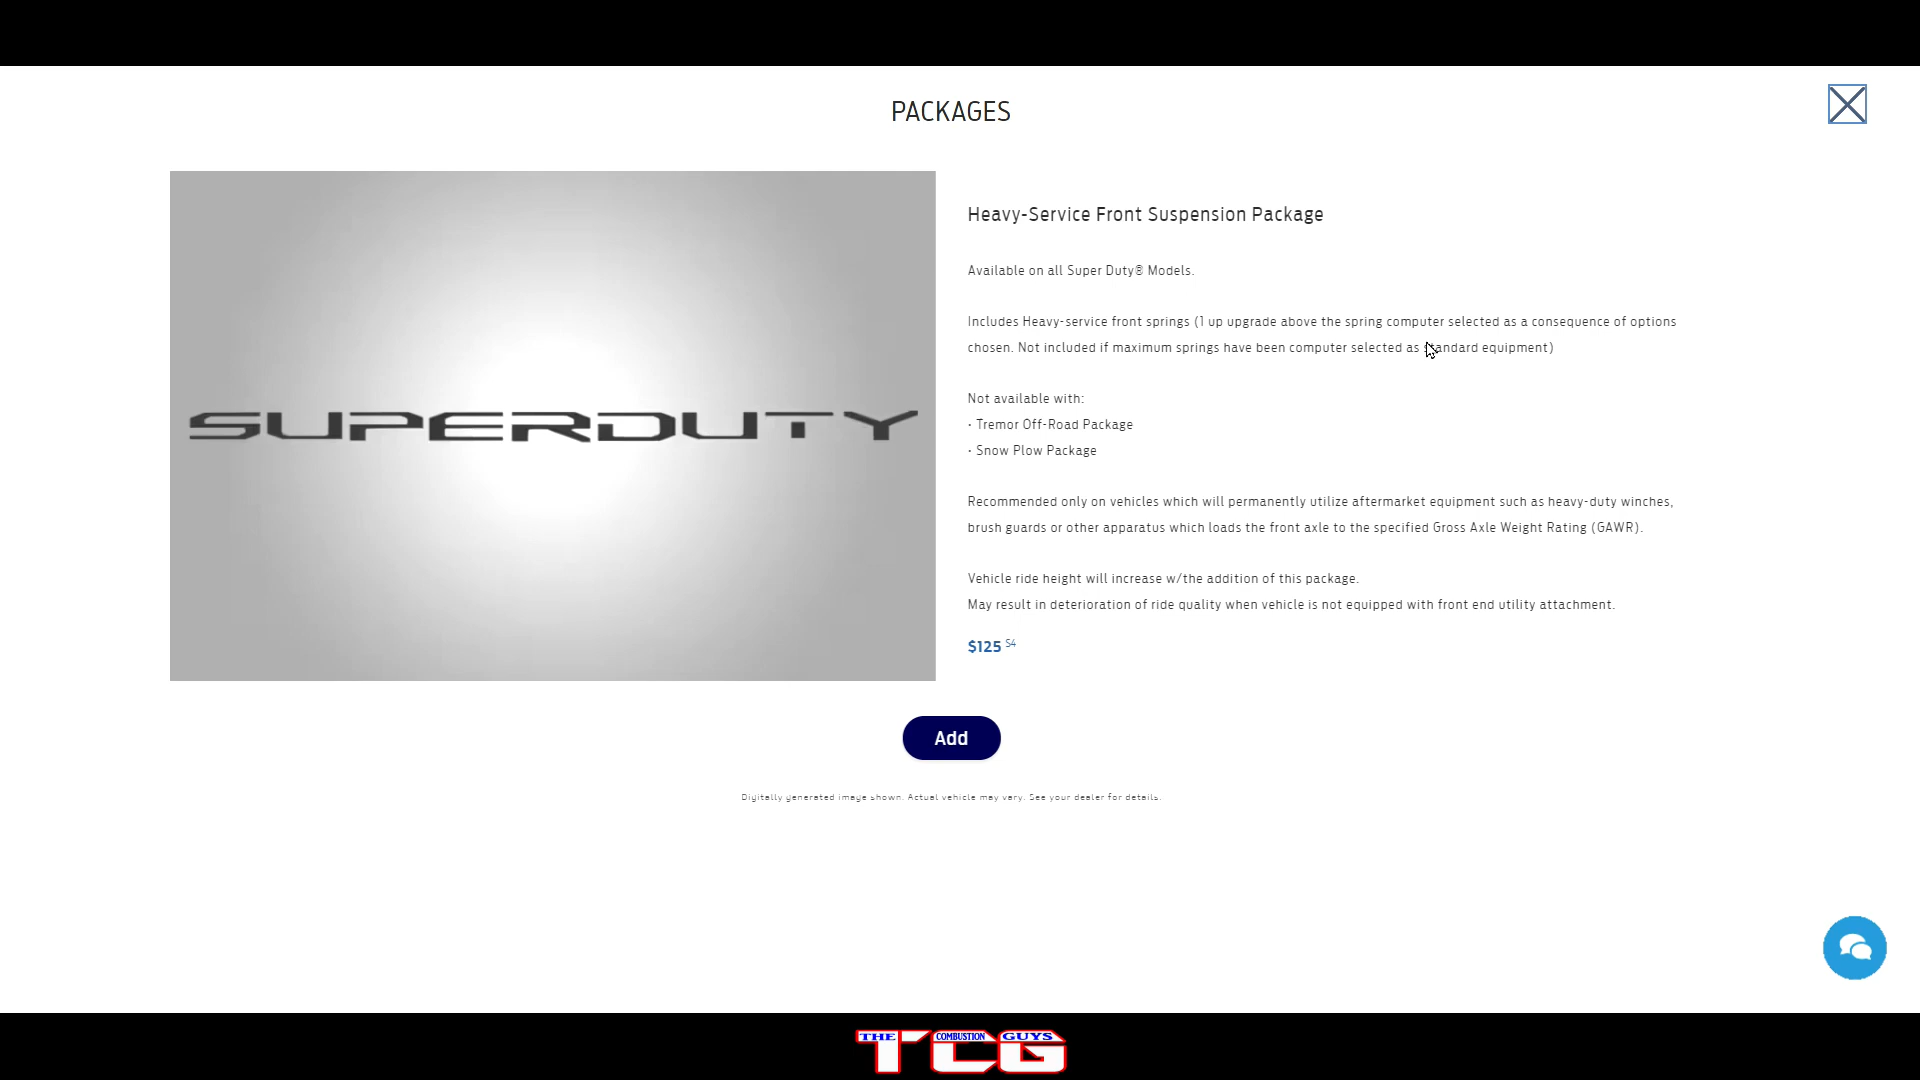 PACKAGES
SUPERDUTY
Heavy-Service Front Suspension Package
Available on all Super Duty® Models.
Includes Heavy-service front springs (1 up upgrade above the spring computer selected as a consequence of options
chosen. Not included if maximum springs have been computer selected as standard equipment)
Not available with:
• Tremor Off-Road Package
• Snow Plow Package
Recommended only on vehicles which will permanently utilize aftermarket equipment such as heavy-duty winches,
brush guards or other apparatus which loads the front axle to the specified Gross Axle Weight Rating (GAWR).
Vehicle ride height will increase w/the addition of this package.
May result in deterioration of ride quality when vehicle is not equipped with front end utility attachment.
$125 S4
Add
Digitally generated image shown. Actual vehicle may vary. See your dealer for details.
THE COMBUSTION GUYS
TCG